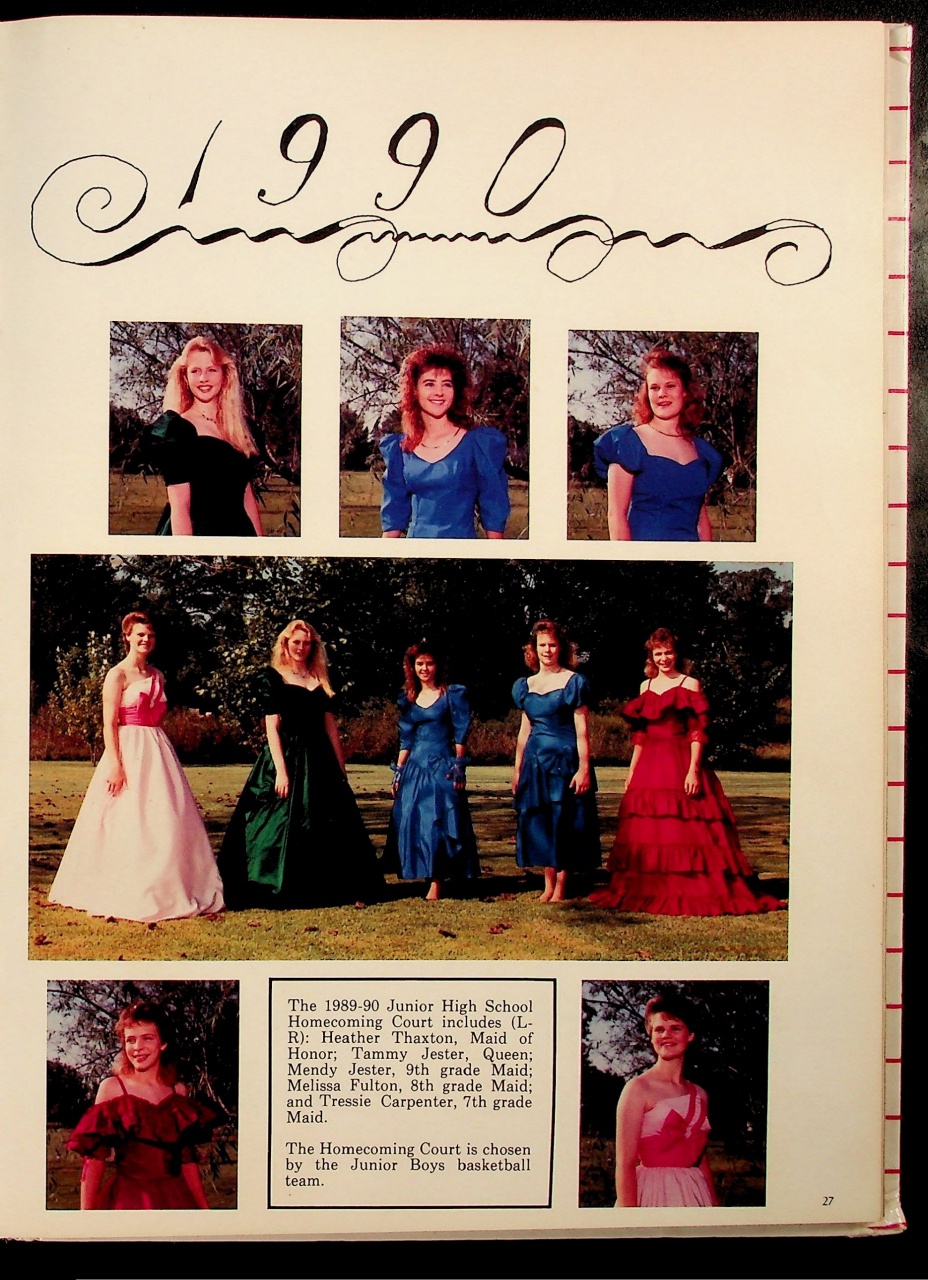 1990
The 1989-90 Junior High School
Homecoming Court includes (L-
R): Heather Thaxton, Maid of
Honor; Tammy Jester, Queen;
Mendy Jester, 9th grade Maid;
Melissa Fulton, 8th grade Maid;
and Tressie Carpenter, 7th grade
Maid.
The Homecoming Court is chosen
by the Junior Boys basketball
team.
27